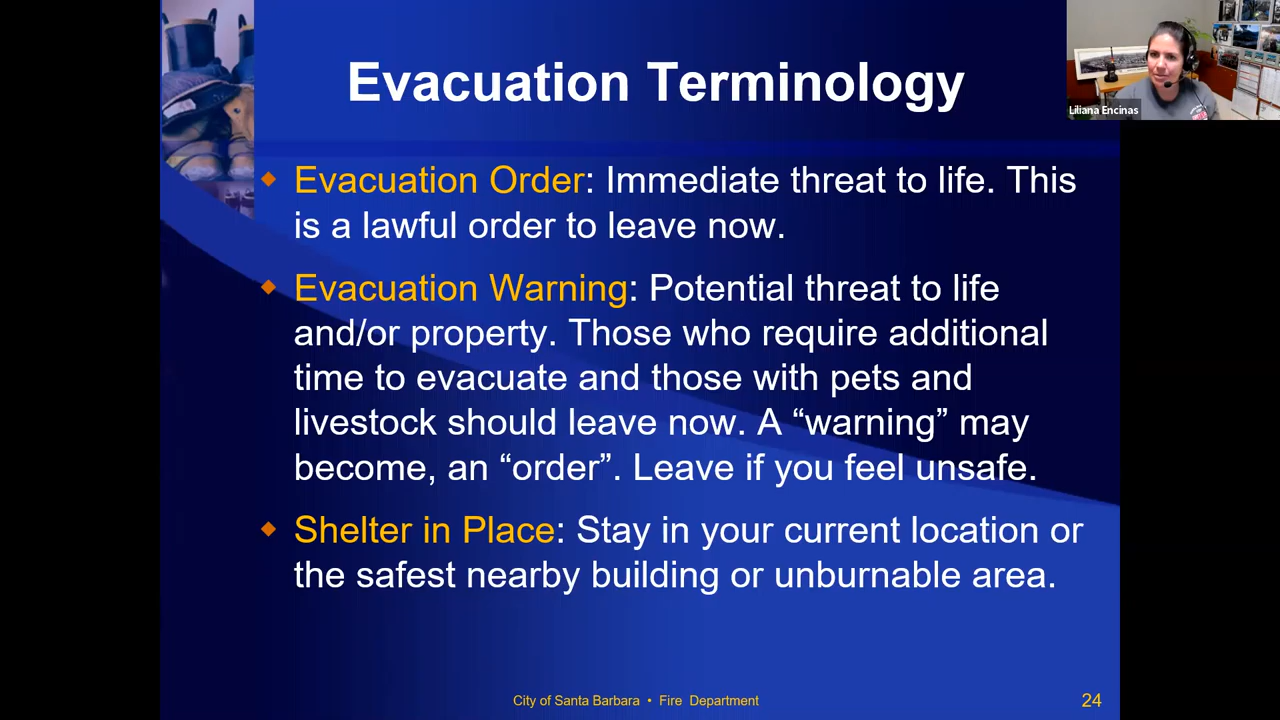 Evacuation Terminology
Liliana Encinas
Evacuation Order: Immediate threat to life. This
is a lawful order to leave now.
Evacuation Warning: Potential threat to life
and/or property. Those who require additional
time to evacuate and those with pets and
livestock should leave now. A “warning” may
become, an “order”. Leave if you feel unsafe.
Shelter in Place: Stay in your current location or
the safest nearby building or unburnable area.
City of Santa Barbara • Fire Department
24